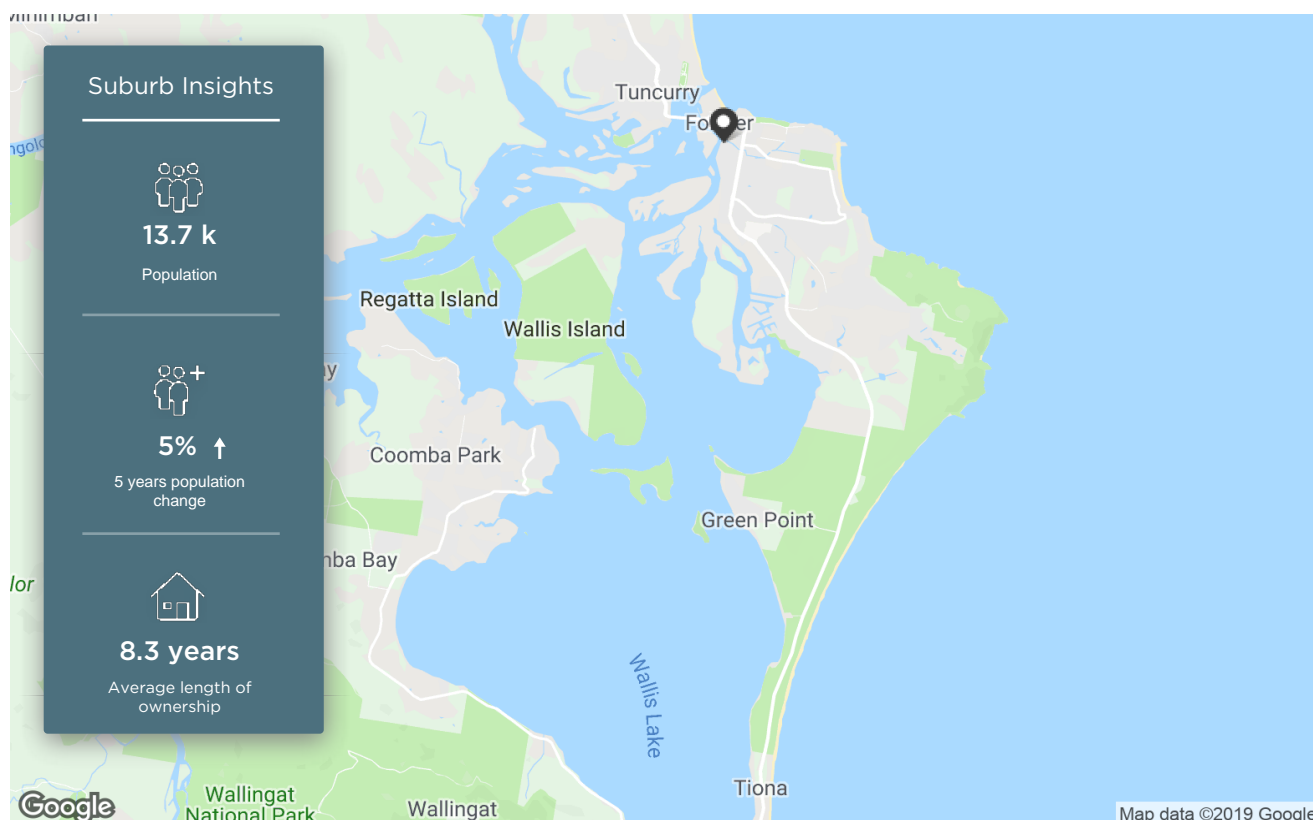 Suburb Insights
13.7 k
Population
5%
5 years population
change
8.3 years
Average length of
ownership
Tuncurry
Regatta Island
Wallis Island
Coomba Park
Green Point
Bay
Wallis Lake
Tiona
Wallingat
National Park
Wallingat
Google
Map data ©2019 Google